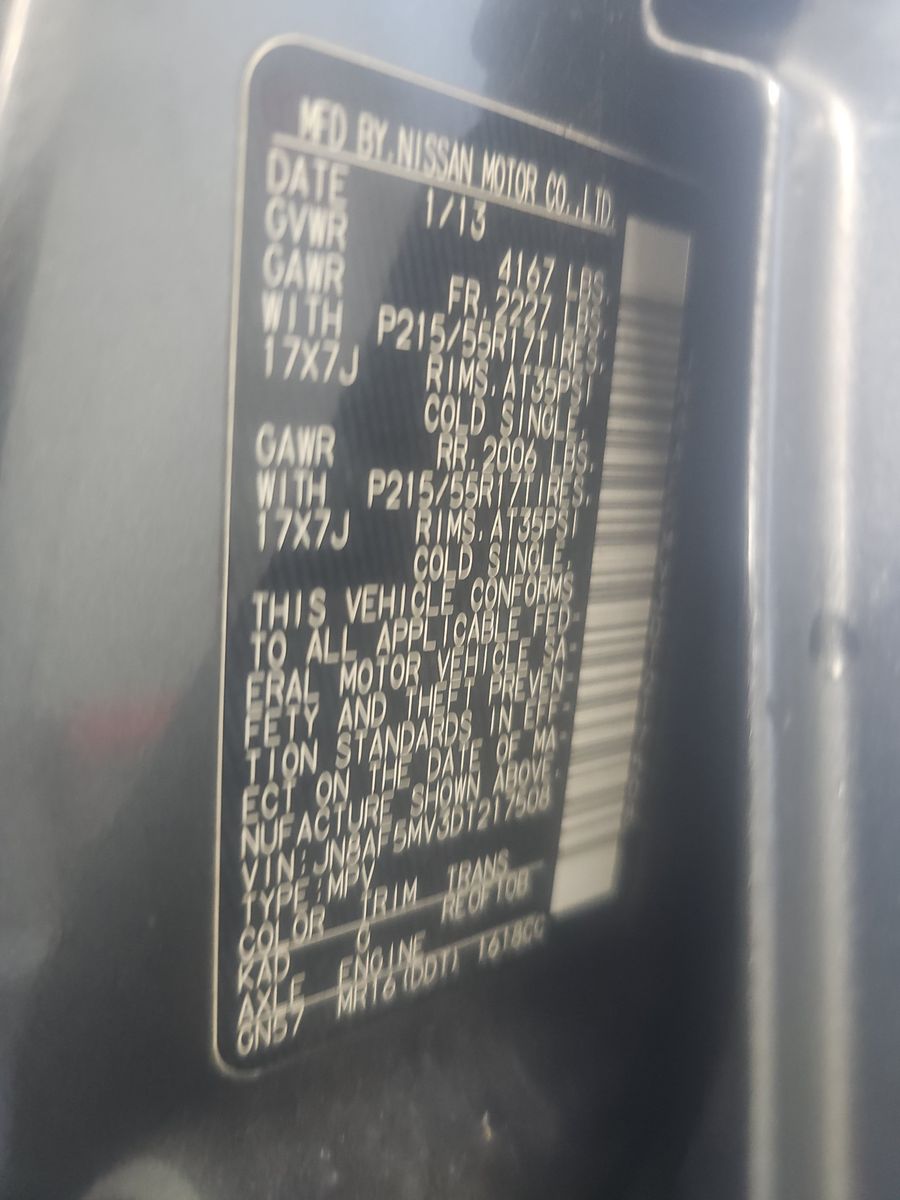 MFD BY.NISSAN MOTOR CO.,LTD.
DATE 1/13
GVWR 4167 LBS.
GAWR FR.2227 LBS.
WITH P215/55R17TIRES,
17X7J RIMS.AT35PSI
COLD SINGLE.
GAWR RR.2006 LBS.
WITH P215/55R17TIRES,
17X7J RIMS.AT35PSI
COLD SINGLE.
THIS VEHICLE CONFORMS
TO ALL APPLICABLE FED-
ERAL MOTOR VEHICLE SA-
FETY AND THEFT PREVEN-
TION STANDARDS IN EFF-
ECT ON THE DATE OF MA-
NUFACTURE SHOWN ABOVE.
VIN:JN8AF5MV3DT217508
TYPE:MPV
COLOR TRIM TRANS
KAD G RE0F10B
AXLE ENGINE
GN57 MR16(DDT) 1618CC